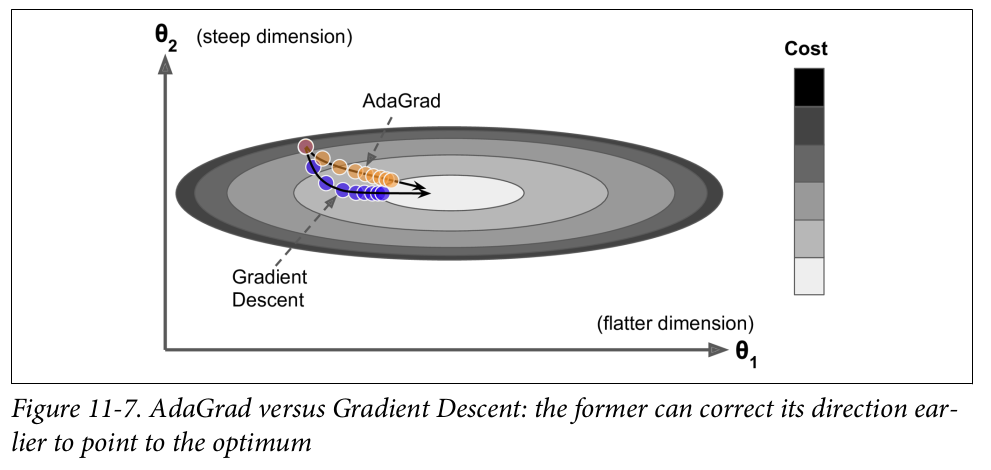 θ2 (steep dimension)
Cost
AdaGrad
Gradient
Descent
(flatter dimension)
θ1
Figure 11-7. AdaGrad versus Gradient Descent: the former can correct its direction ear-
lier to point to the optimum